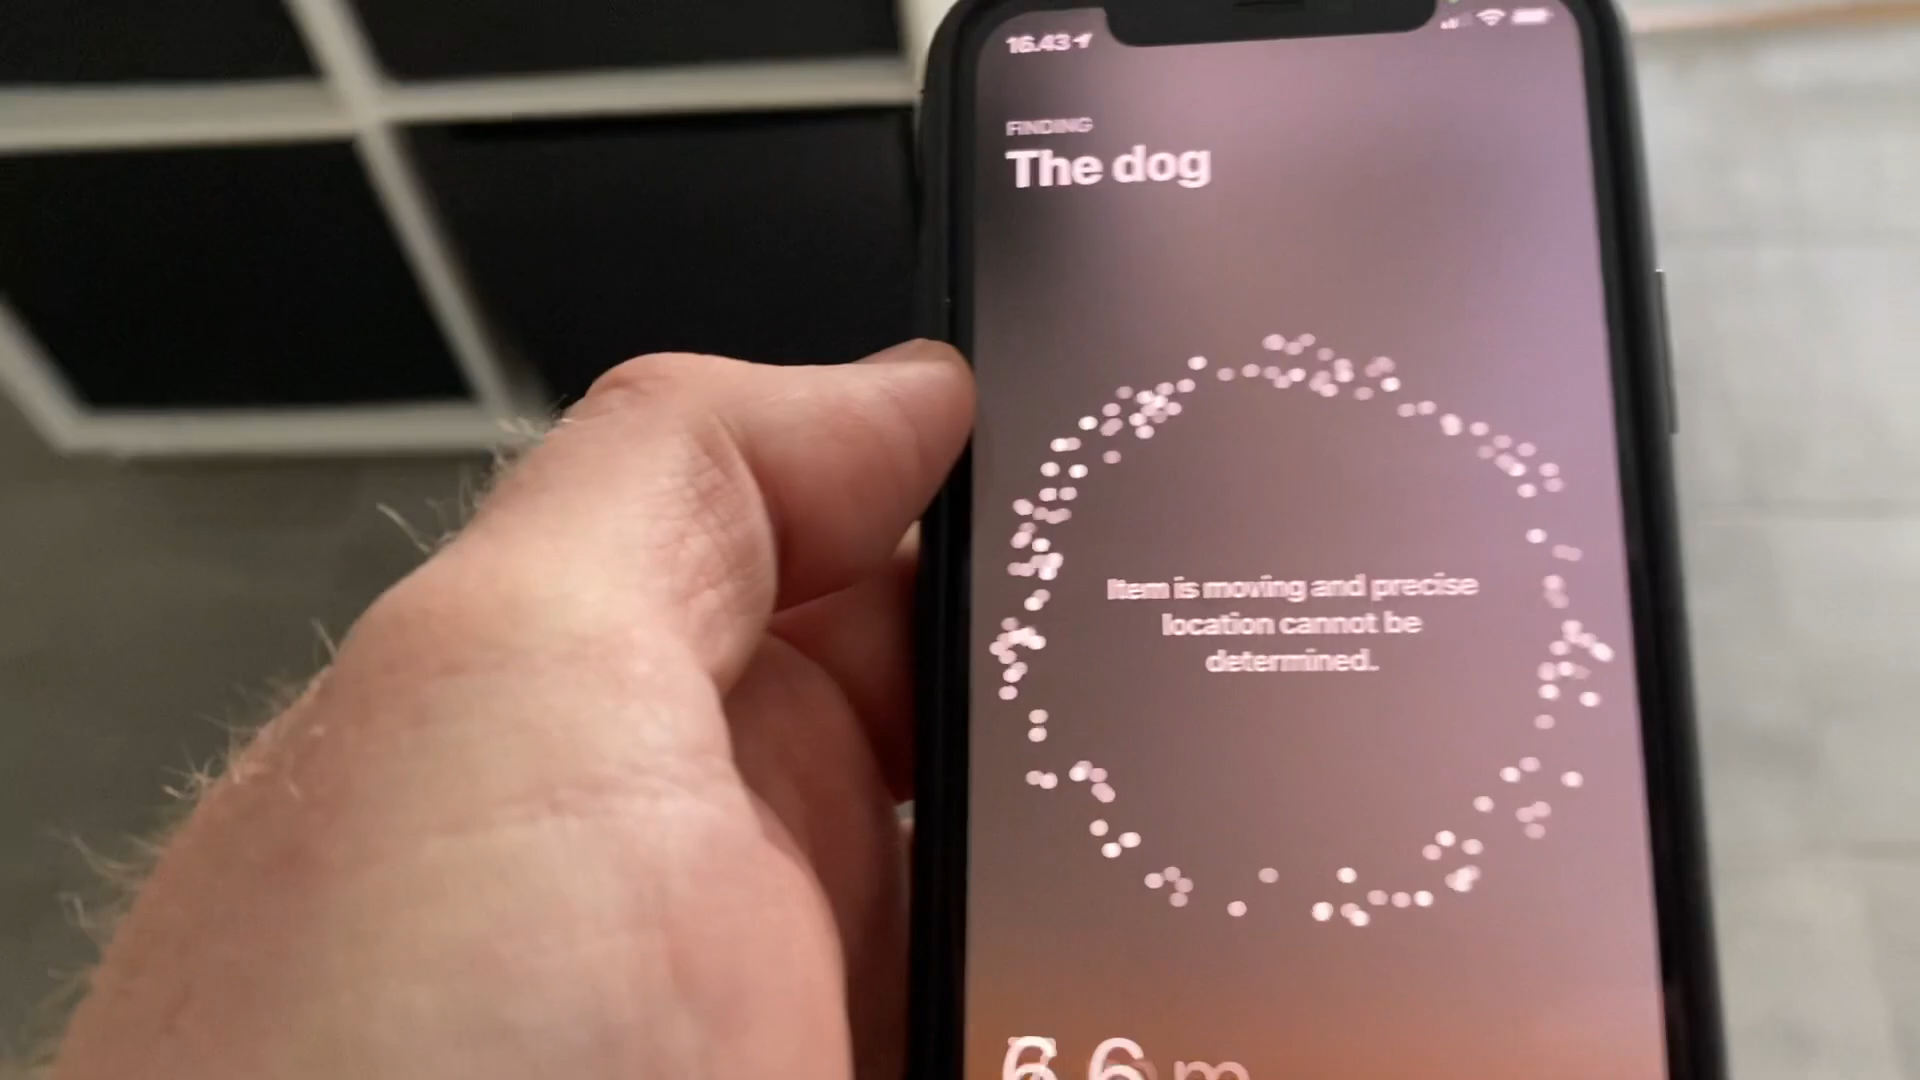 16.43
FINDING
The dog
Item is moving and precise
location cannot be
determined.